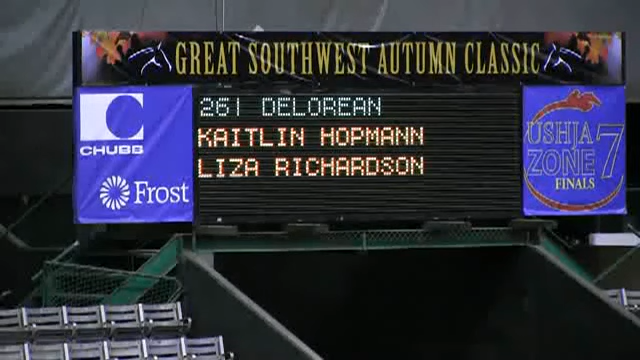 GREAT SOUTHWEST AUTUMN CLASSIC
261 DELOREAN
KAITLIN HOPMANN
LIZA RICHARDSON
CHUBB
Frost
USHJA
ZONE 7
FINALS